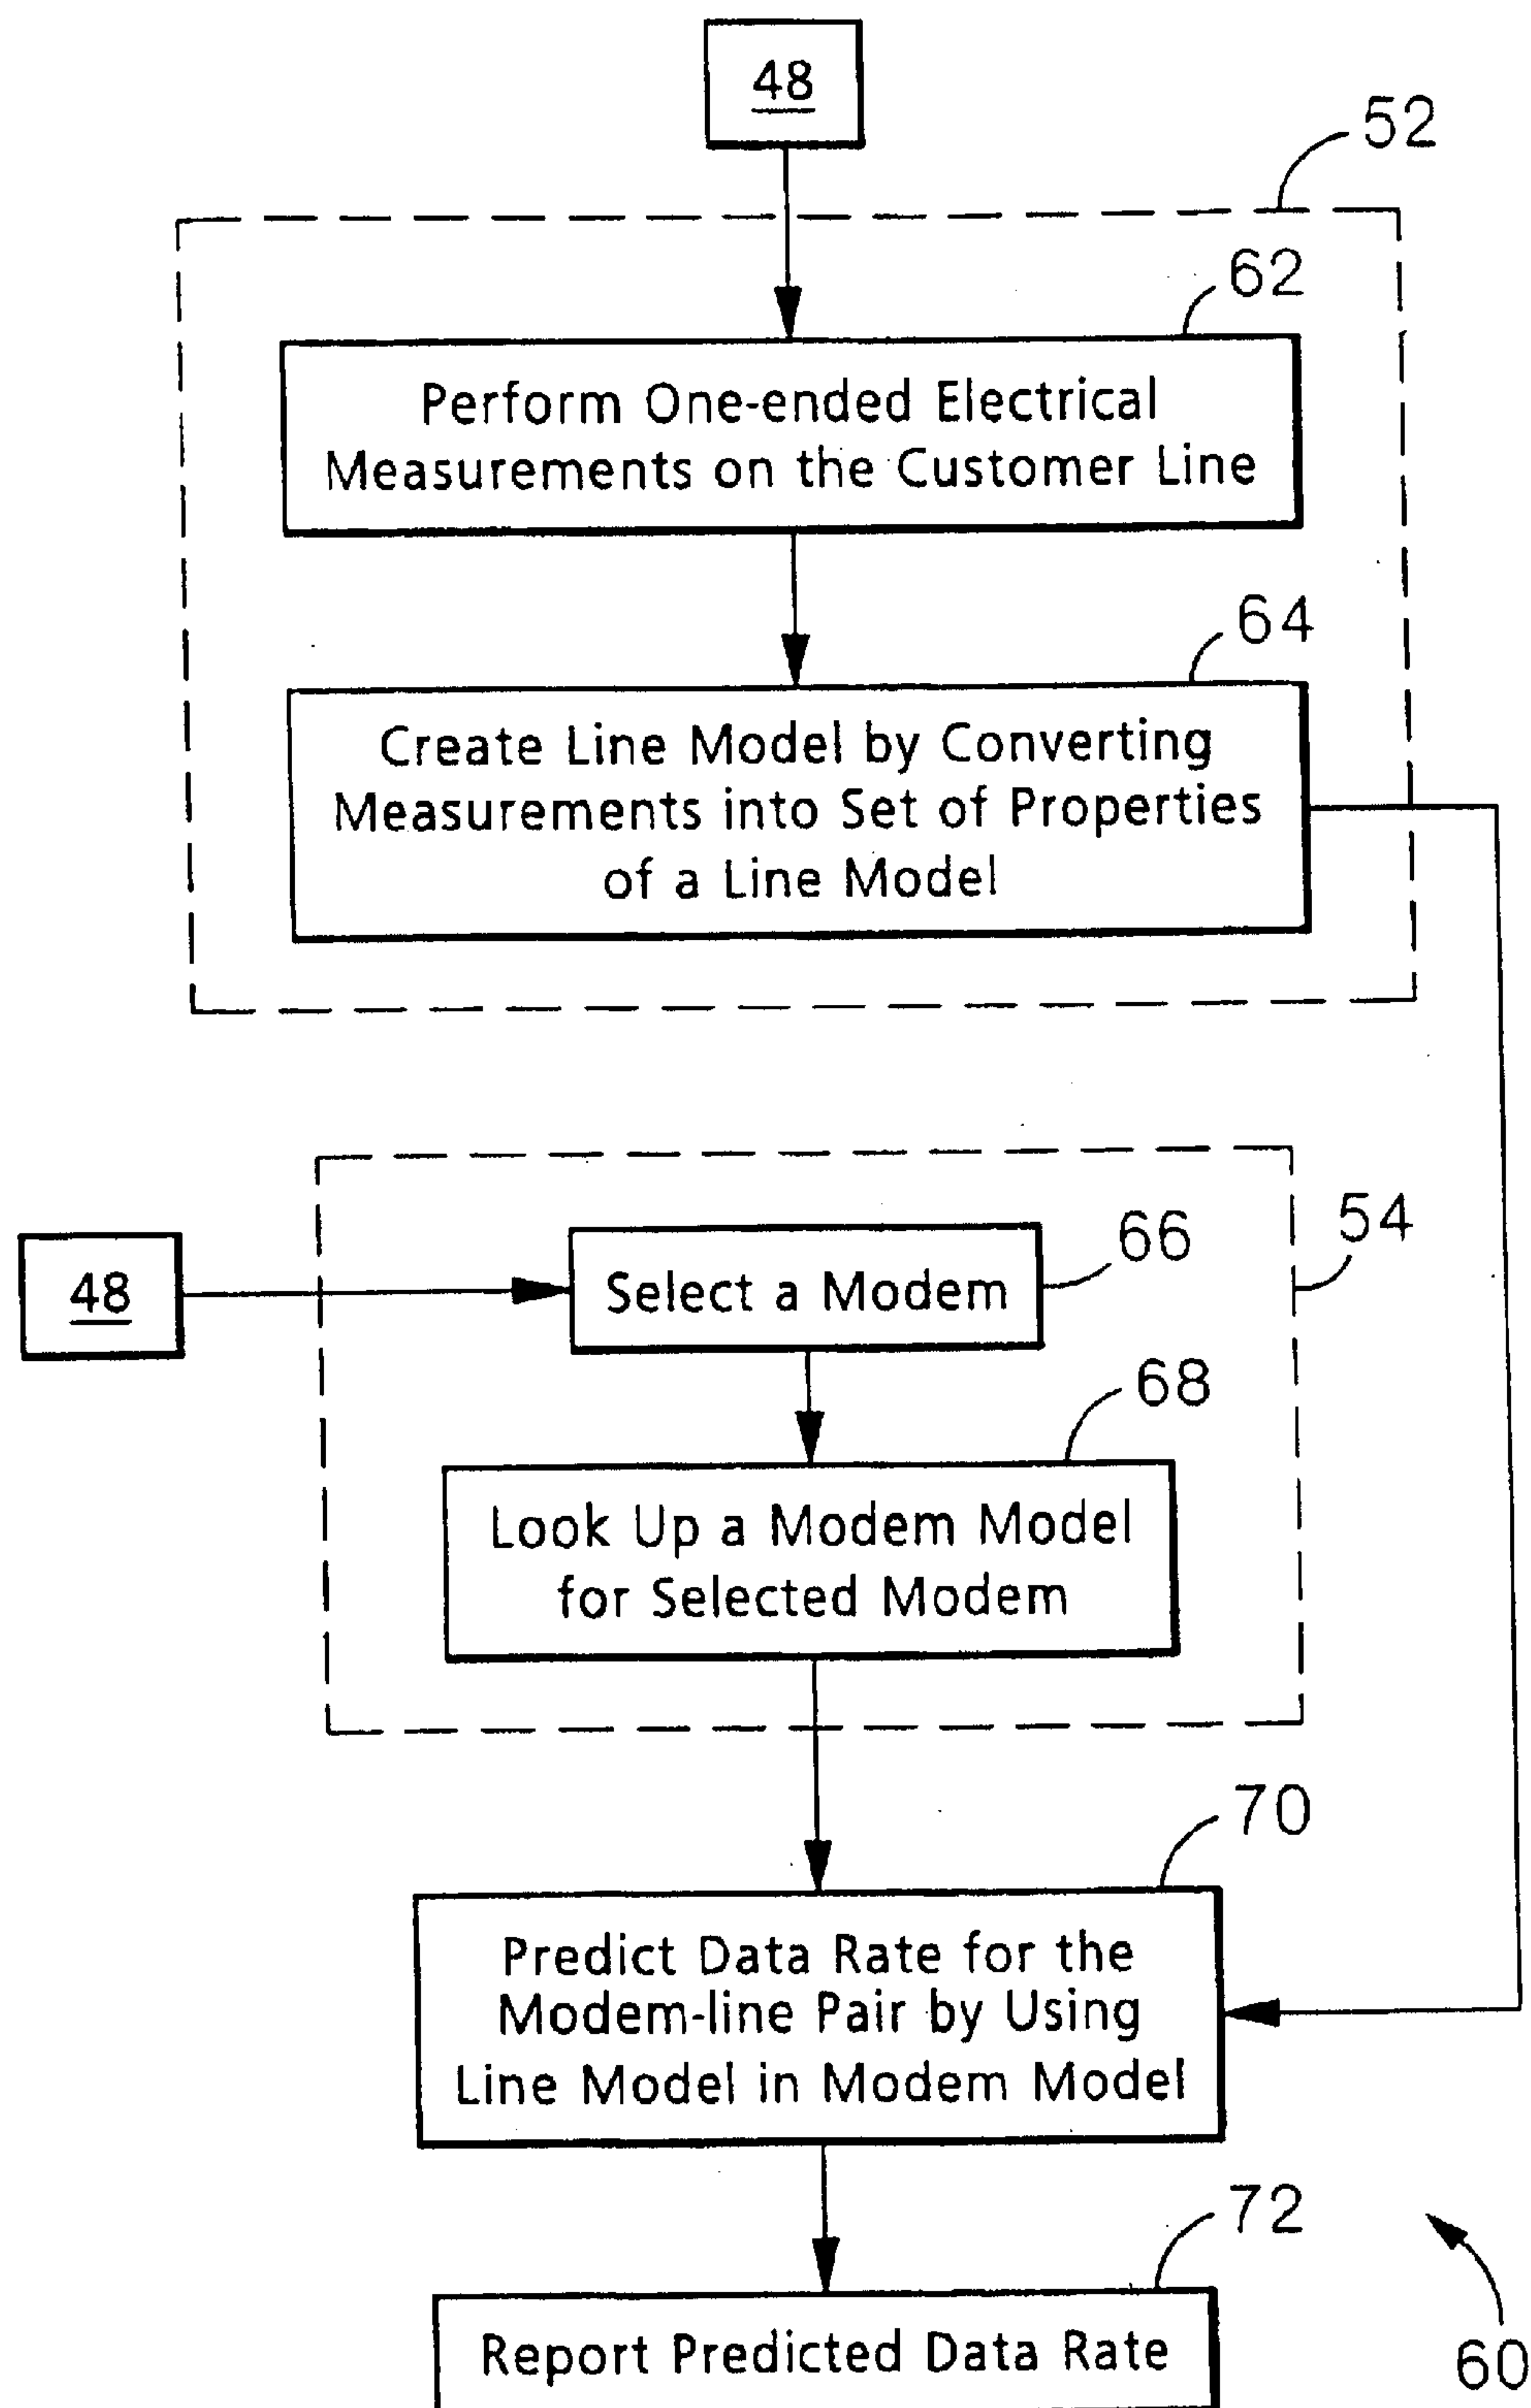 48
52
62
Perform One-ended Electrical
Measurements on the Customer Line
64
Create Line Model by Converting
Measurements into Set of Properties
of a Line Model
54
48
66
Select a Modem
68
Look Up a Modem Model
for Selected Modem
70
Predict Data Rate for the
Modem-line Pair by Using
Line Model in Modem Model
72
Report Predicted Data Rate
60